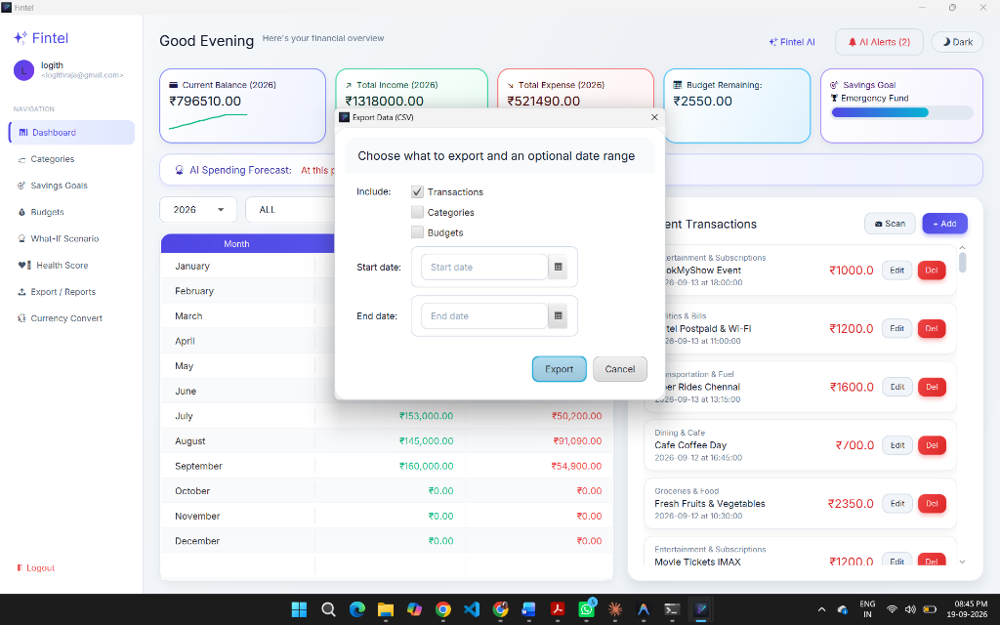 Fintel
Fintel
L
logith
<logithraja@gmail.com>
NAVIGATION
Dashboard
Categories
Savings Goals
Budgets
What-If Scenario
Health Score
Export / Reports
Currency Convert
Logout
Good Evening
Here's your financial overview
Fintel AI
AI Alerts (2)
Dark
Current Balance (2026)
₹796510.00
Total Income (2026)
₹1318000.00
Total Expense (2026)
₹521490.00
Budget Remaining:
₹2550.00
Savings Goal
Emergency Fund
AI Spending Forecast: At this
2026
ALL
Month
January
February
March
April
May
June
July ₹153,000.00 ₹50,200.00
August ₹145,000.00 ₹91,090.00
September ₹160,000.00 ₹54,900.00
October ₹0.00 ₹0.00
November ₹0.00 ₹0.00
December ₹0.00 ₹0.00
Export Data (CSV)
Choose what to export and an optional date range
Include:
Transactions
Categories
Budgets
Start date:
Start date
End date:
End date
Export
Cancel
Transactions
Scan
+ Add
& Subscriptions
Event
-09-13 at 18:00:00
₹1000.0
Edit
Del
& Bills
Postpaid & Wi-Fi
-09-13 at 11:00:00
₹1200.0
Edit
Del
& Fuel
Rides Chennai
-09-13 at 13:15:00
₹1600.0
Edit
Del
Dining & Cafe
Cafe Coffee Day
2026-09-12 at 16:45:00
₹700.0
Edit
Del
Groceries & Food
Fresh Fruits & Vegetables
2026-09-12 at 10:30:00
₹2350.0
Edit
Del
Entertainment & Subscriptions
Movie Tickets IMAX
₹1200.0
Edit
Del
ENG
IN
08:45 PM
19-09-2026